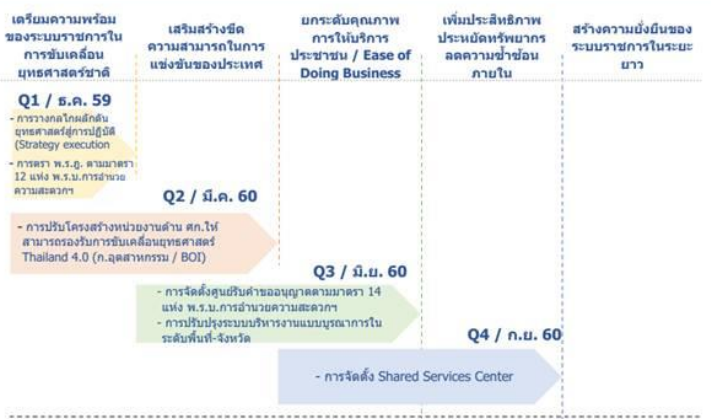 เตรียมความพร้อม
ของระบบราชการใน
การขับเคลื่อน
ยุทธศาสตร์ชาติ
เสริมสร้างขีด
ความสามารถในการ
แข่งขันของประเทศ
ยกระดับคุณภาพ
การให้บริการ
ประชาชน / Ease of
Doing Business
เพิ่มประสิทธิภาพ
ประหยัดทรัพยากร
ลดความซ้ำซ้อน
ภายใน
สร้างความยั่งยืนของ
ระบบราชการในระยะ
ยาว
Q1 / ธ.ค. 59
- การวางกลไกผลักดัน
ยุทธศาสตร์สู่การปฏิบัติ
(Strategy execution
- การตรา พ.ร.ฎ. ตามมาตรา
12 แห่ง พ.ร.บ.การอำนวย
ความสะดวกฯ
Q2 / มี.ค. 60
- การปรับโครงสร้างหน่วยงานด้าน ศก.ให้
สามารถรองรับการขับเคลื่อนยุทธศาสตร์
Thailand 4.0 (ก.อุตสาหกรรม / BOI)
Q3 / มิ.ย. 60
- การจัดตั้งศูนย์รับคำขออนุญาตตามมาตรา 14
แห่ง พ.ร.บ.การอำนวยความสะดวกฯ
- การปรับปรุงระบบบริหารงานแบบบูรณาการใน
ระดับพื้นที่-จังหวัด
Q4 / ก.ย. 60
- การจัดตั้ง Shared Services Center